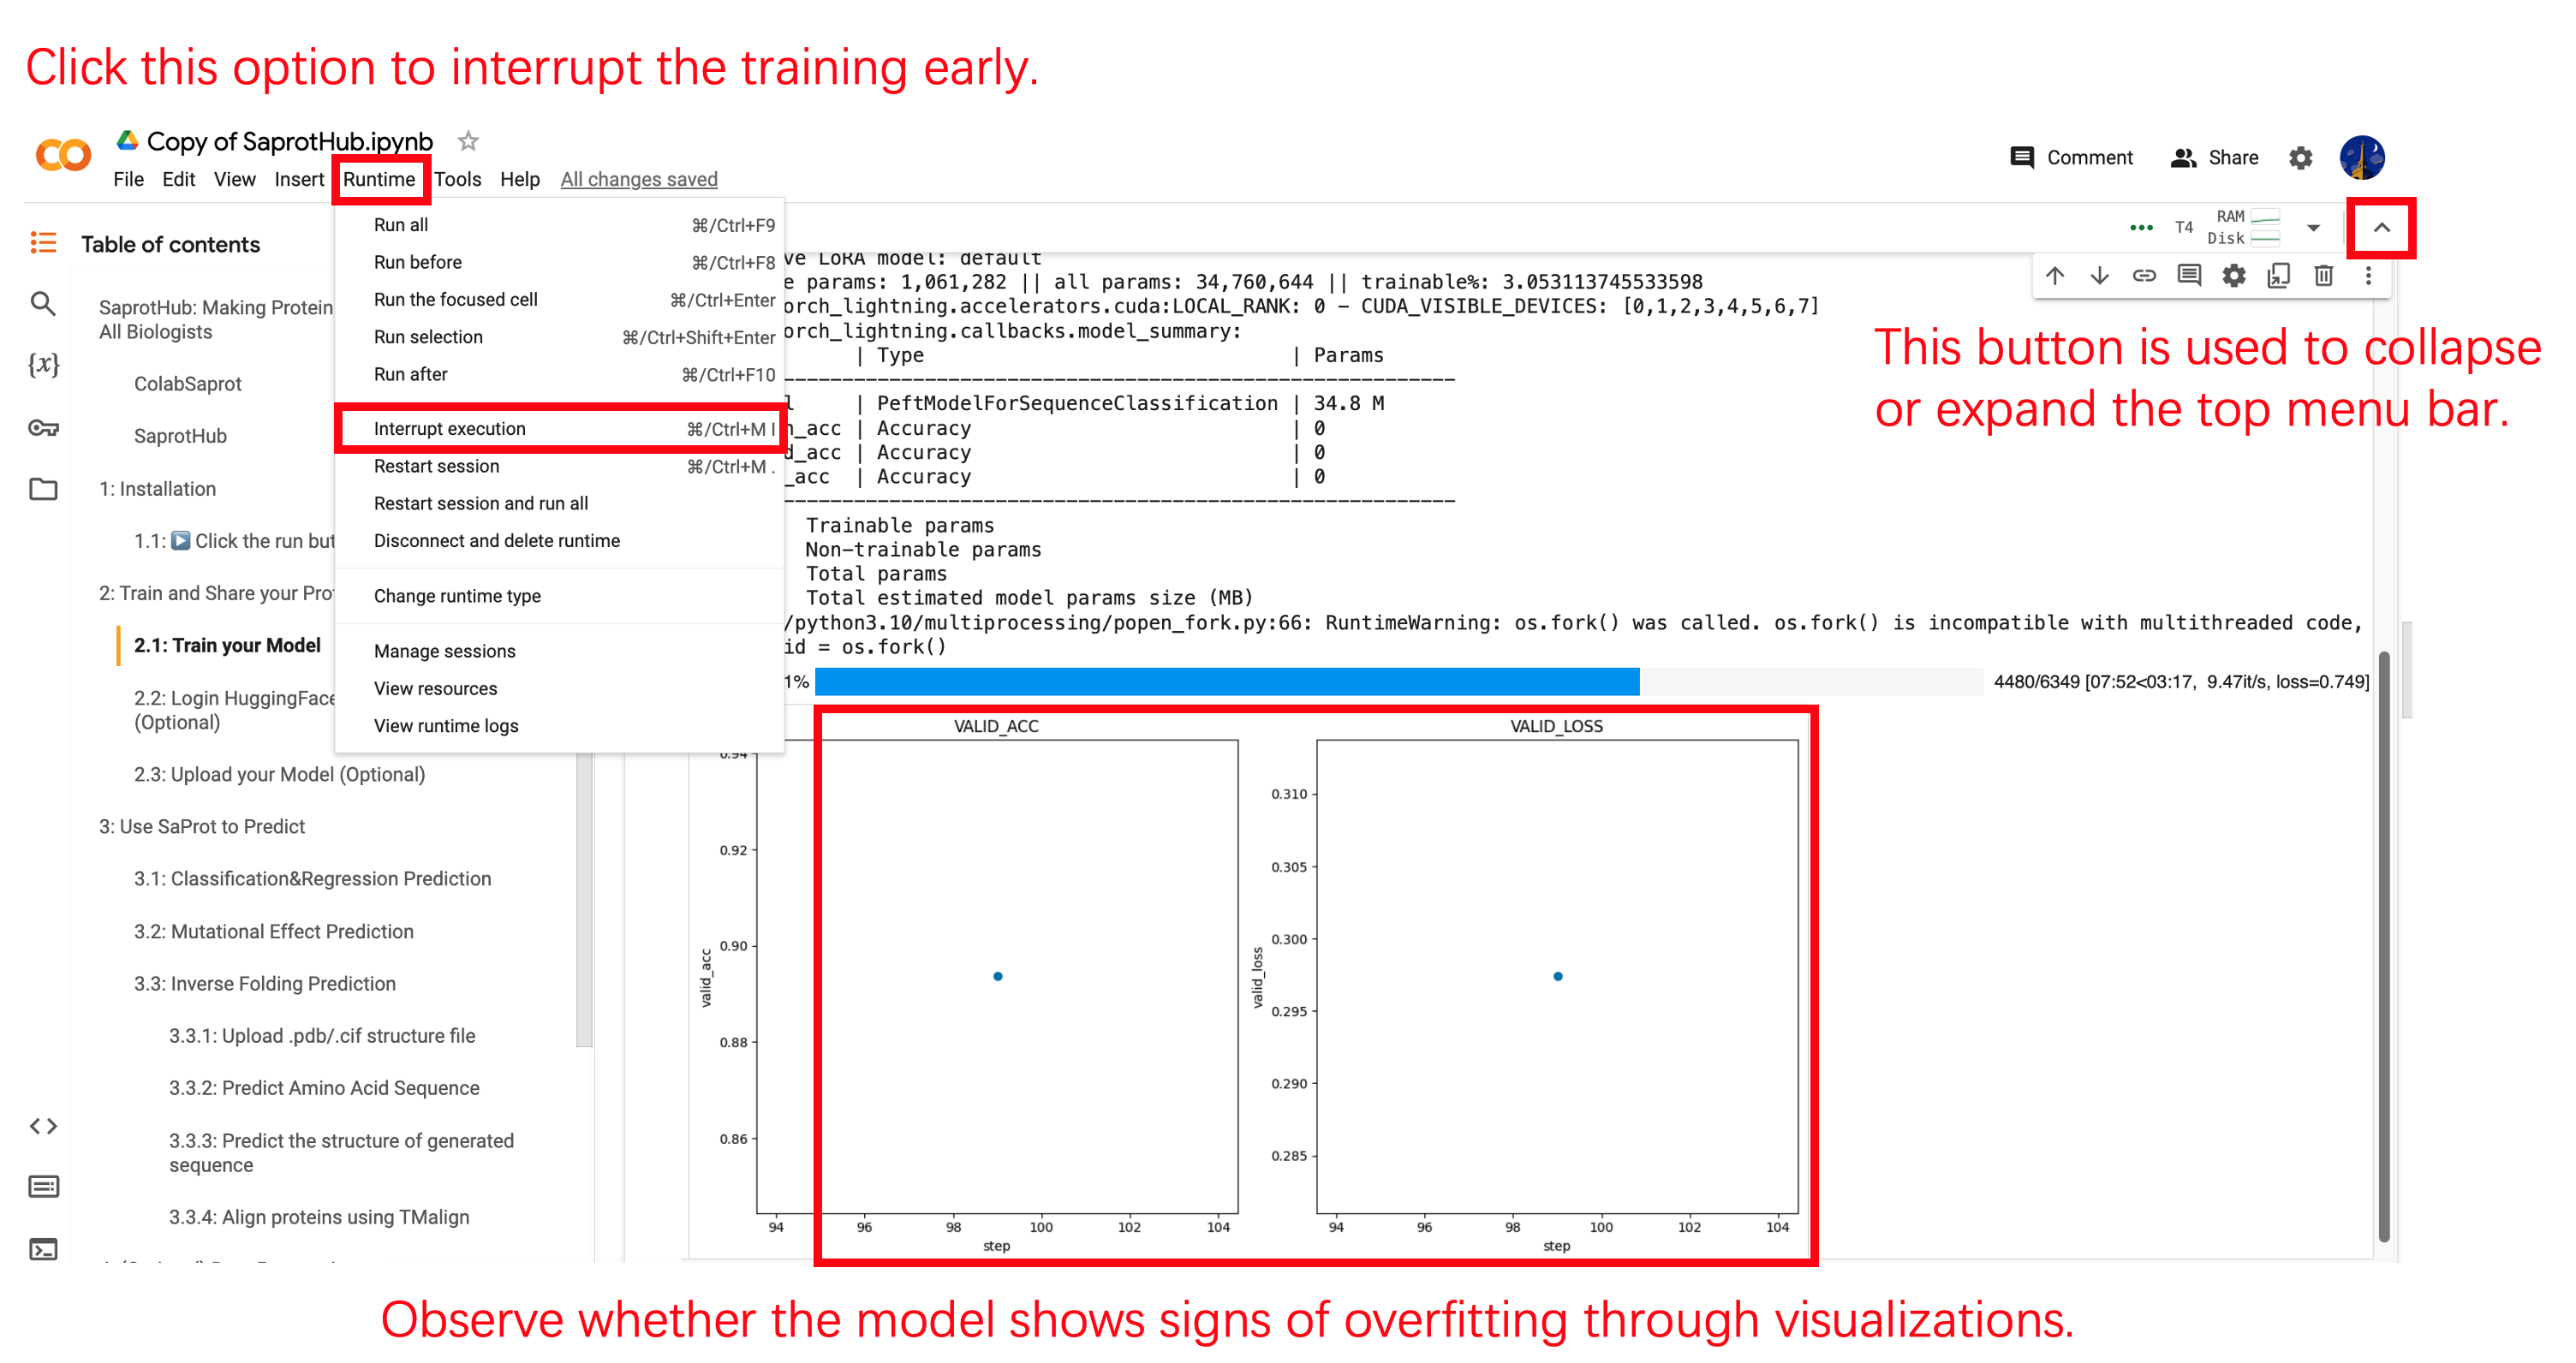 Click this option to interrupt the training early.
Copy of SaprotHub.ipynb
Comment
Share
File Edit View Insert Runtime Tools Help All changes saved
Run all ⌘/Ctrl+F9
Run before ⌘/Ctrl+F8
Run the focused cell ⌘/Ctrl+Enter
Run selection ⌘/Ctrl+Shift+Enter
Run after ⌘/Ctrl+F10
Interrupt execution ⌘/Ctrl+M I
Restart session ⌘/Ctrl+M .
Restart session and run all
Disconnect and delete runtime
Change runtime type
Manage sessions
View resources
View runtime logs
T4 RAM
Disk
This button is used to collapse
or expand the top menu bar.
Table of contents
SaprotHub: Making Protein
All Biologists
ColabSaprot
SaprotHub
1: Installation
1.1: ▶ Click the run but
2: Train and Share your Pro
2.1: Train your Model
2.2: Login HuggingFace
(Optional)
2.3: Upload your Model (Optional)
3: Use SaProt to Predict
3.1: Classification&Regression Prediction
3.2: Mutational Effect Prediction
3.3: Inverse Folding Prediction
3.3.1: Upload .pdb/.cif structure file
3.3.2: Predict Amino Acid Sequence
3.3.3: Predict the structure of generated
sequence
3.3.4: Align proteins using TMalign
ve LoRA model: default
e params: 1,061,282 || all params: 34,760,644 || trainable%: 3.053113745533598
orch_lightning.accelerators.cuda:LOCAL_RANK: 0 - CUDA_VISIBLE_DEVICES: [0,1,2,3,4,5,6,7]
orch_lightning.callbacks.model_summary:
| Type | Params
l | PeftModelForSequenceClassification | 34.8 M
n_acc | Accuracy | 0
d_acc | Accuracy | 0
_acc | Accuracy | 0
Trainable params
Non-trainable params
Total params
Total estimated model params size (MB)
/python3.10/multiprocessing/popen_fork.py:66: RuntimeWarning: os.fork() was called. os.fork() is incompatible with multithreaded code,
id = os.fork()
1% 4480/6349 [07:52<03:17, 9.47it/s, loss=0.749]
VALID_ACC
0.94
0.92
0.90
0.88
0.86
valid_acc
94 96 98 100 102 104
step
VALID_LOSS
0.310
0.305
0.300
0.295
0.290
0.285
valid_loss
94 96 98 100 102 104
step
Observe whether the model shows signs of overfitting through visualizations.